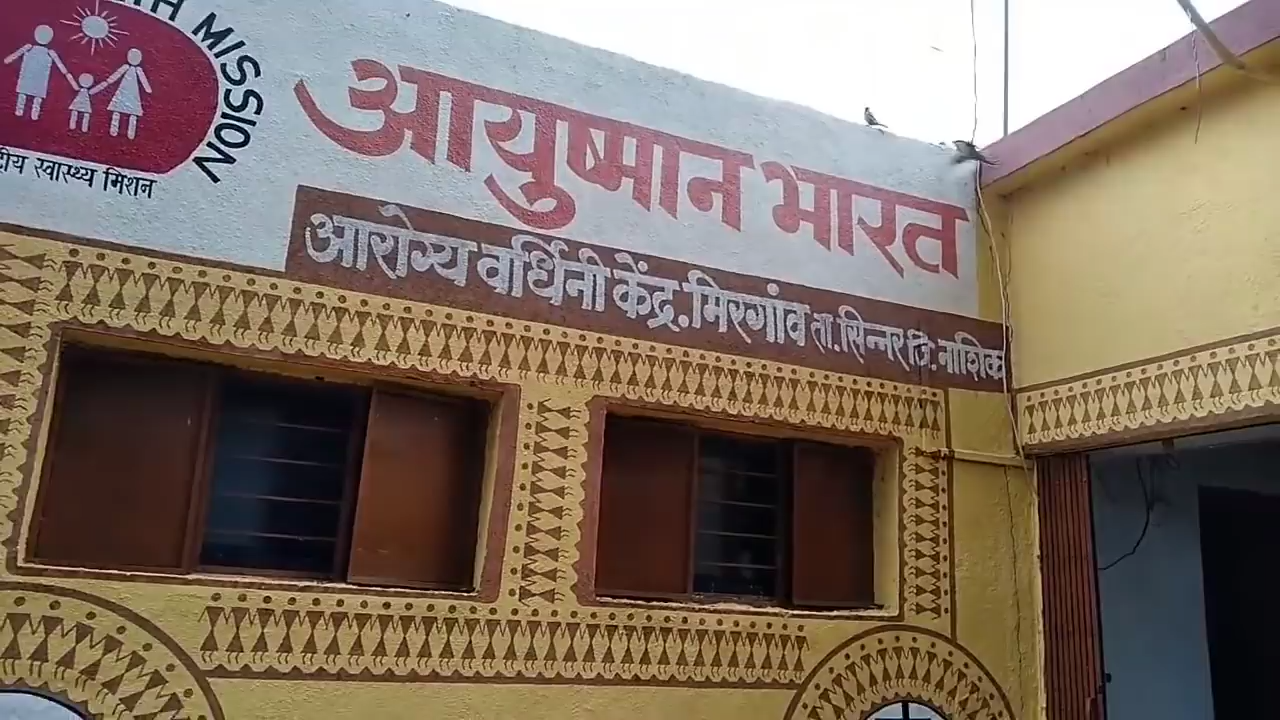 MISSION
स्वास्थ्य मिशन
आयुष्मान भारत
आरोग्य वर्धिनी केंद्र. मिरगांव ता. सिन्नर जि. नाशिक